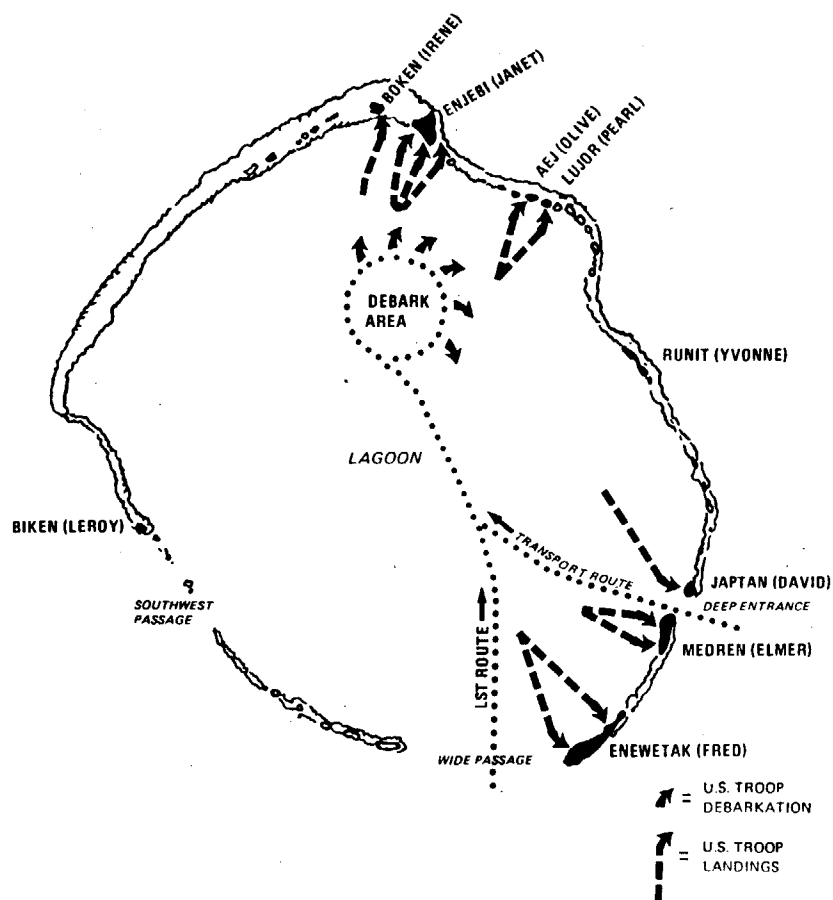 BOKEN (IRENE)
ENJEBI (JANET)
AEJ (OLIVE)
LUJOR (PEARL)
DEBARK
AREA
RUNIT (YVONNE)
LAGOON
BIKEN (LEROY)
TRANSPORT ROUTE
JAPTAN (DAVID)
DEEP ENTRANCE
SOUTHWEST
PASSAGE
MEDREN (ELMER)
LST ROUTE
WIDE PASSAGE
ENEWETAK (FRED)
= U.S. TROOP
DEBARKATION
= U.S. TROOP
LANDINGS